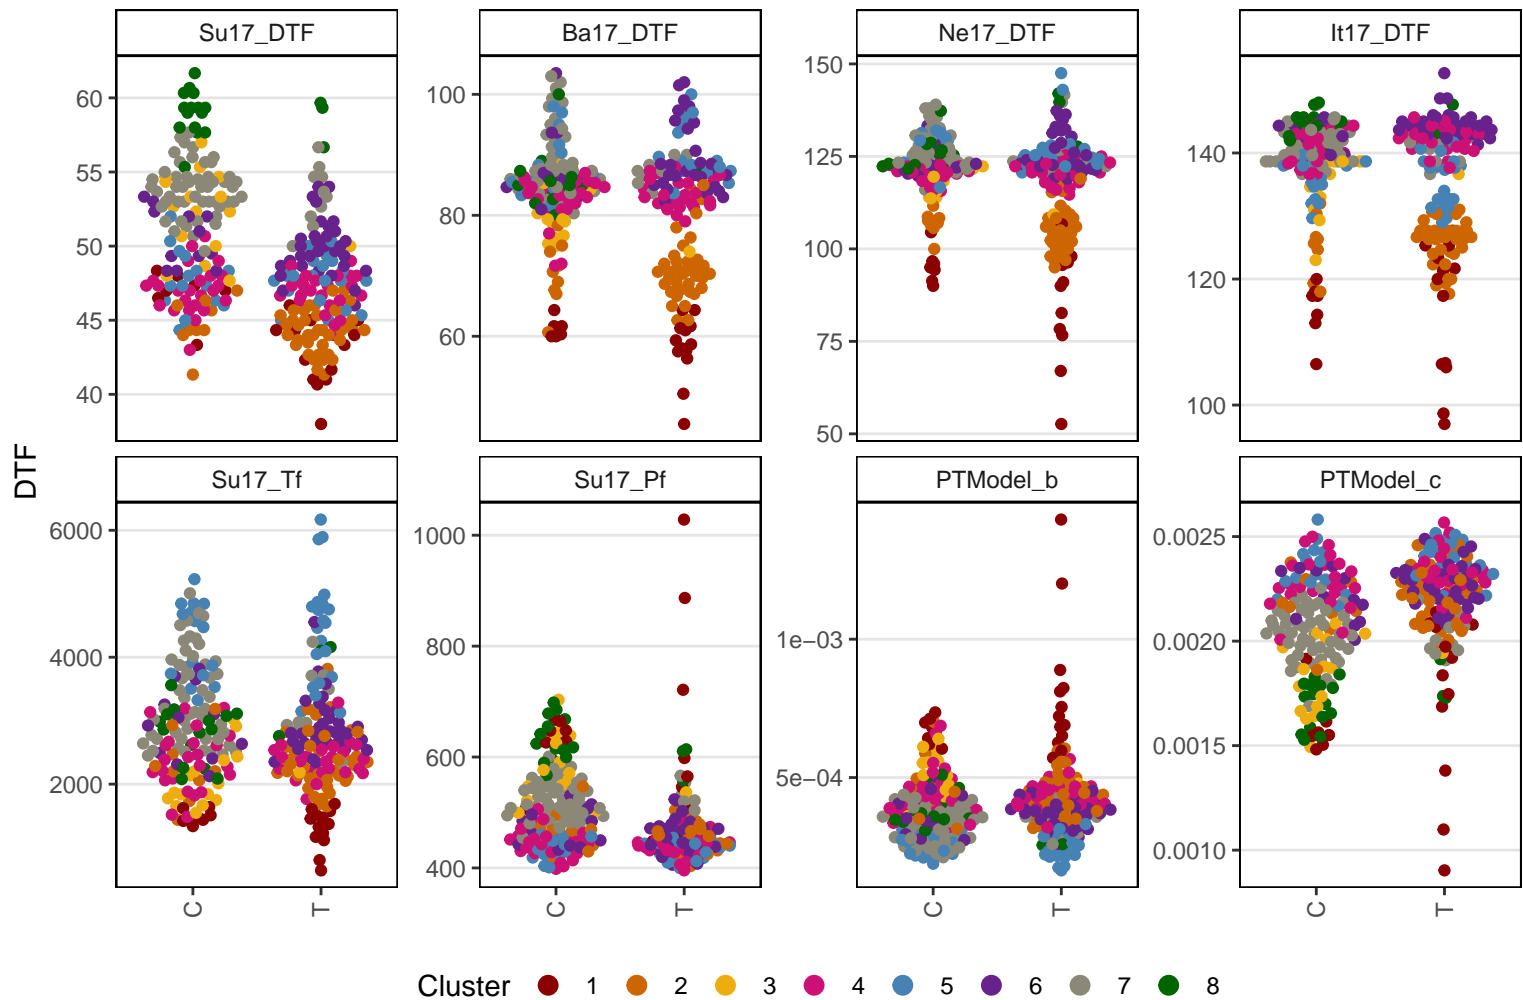 Su17_DTF
Ba17_DTF
Ne17_DTF
It17_DTF
60
55
50
45
40
100
80
60
150
125
100
75
50
140
120
100
DTF
Su17_Tf
Su17_Pf
PTModel_b
PTModel_c
6000
4000
2000
1000
800
600
400
1e−03
5e−04
0.0025
0.0020
0.0015
0.0010
C
T
C
T
C
T
C
T
Cluster 1 2 3 4 5 6 7 8